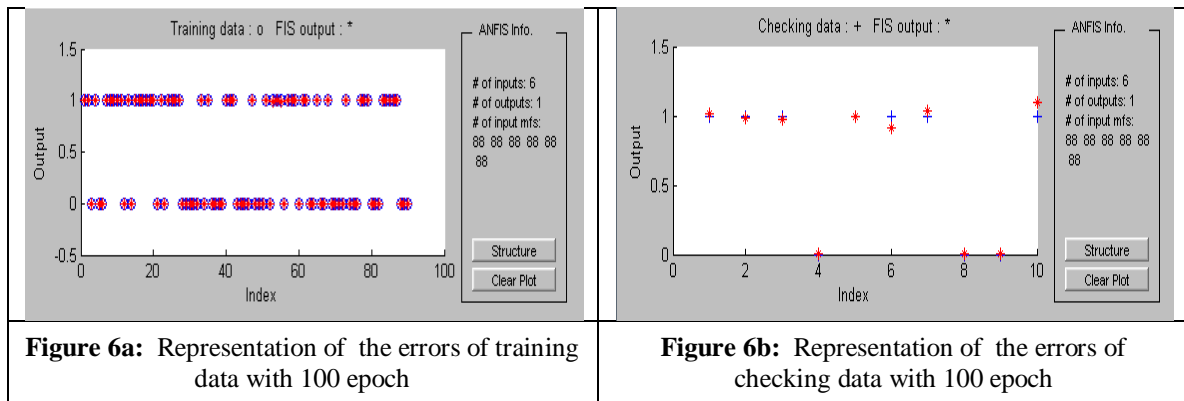 Training data : o FIS output : *
1.5
1
0.5
0
-0.5
Output
0 20 40 60 80 100
Index
ANFIS Info.
# of inputs: 6
# of outputs: 1
# of input mfs:
88 88 88 88 88
88
Structure
Clear Plot
Figure 6a: Representation of the errors of training
data with 100 epoch
Checking data : + FIS output : *
1.5
1
0.5
0
Output
0 2 4 6 8 10
Index
ANFIS Info.
# of inputs: 6
# of outputs: 1
# of input mfs:
88 88 88 88 88
88
Structure
Clear Plot
Figure 6b: Representation of the errors of
checking data with 100 epoch